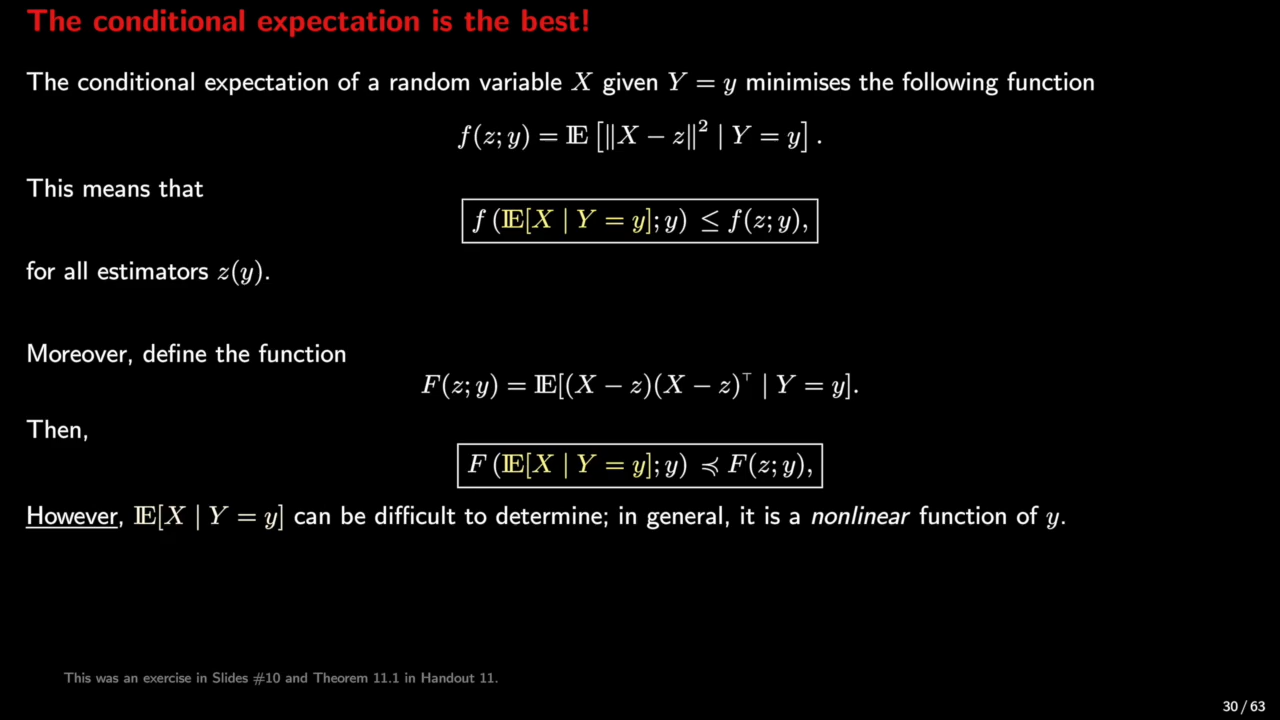 The conditional expectation is the best!
The conditional expectation of a random variable X given Y = y minimises the following function
f(z; y) = 𝔼 [‖X − z‖² | Y = y] .
This means that
f (𝔼[X | Y = y]; y) ≤ f(z; y),
for all estimators z(y).
Moreover, define the function
F(z; y) = 𝔼[(X − z)(X − z)ᵀ | Y = y].
Then,
F (𝔼[X | Y = y]; y) ≼ F(z; y),
However, 𝔼[X | Y = y] can be difficult to determine; in general, it is a nonlinear function of y.
This was an exercise in Slides #10 and Theorem 11.1 in Handout 11.
30 / 63